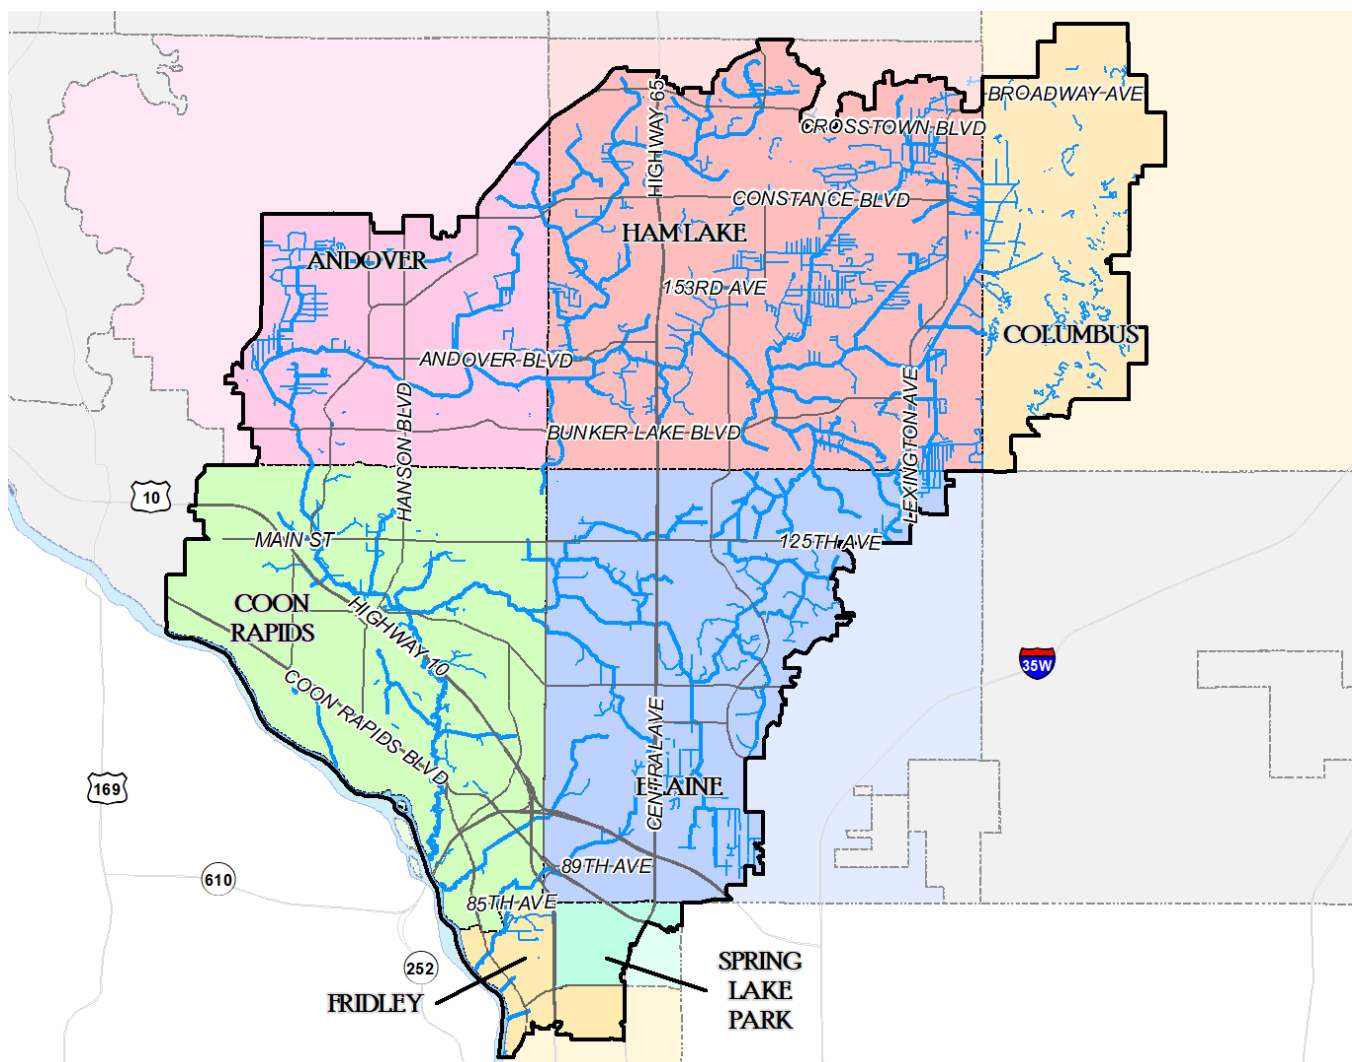 BROADWAY AVE
HIGHWAY 65
CROSSTOWN BLVD
CONSTANCE BLVD
HAM LAKE
ANDOVER
153RD AVE
COLUMBUS
ANDOVER BLVD
HANSON BLVD
LEXINGTON AVE
BUNKER LAKE BLVD
10
MAIN ST
125TH AVE
COON
RAPIDS
HIGHWAY 10
35W
COON RAPIDS BLVD
CENTRAL AVE
169
BLAINE
89TH AVE
610
85TH AVE
252
FRIDLEY
SPRING
LAKE
PARK